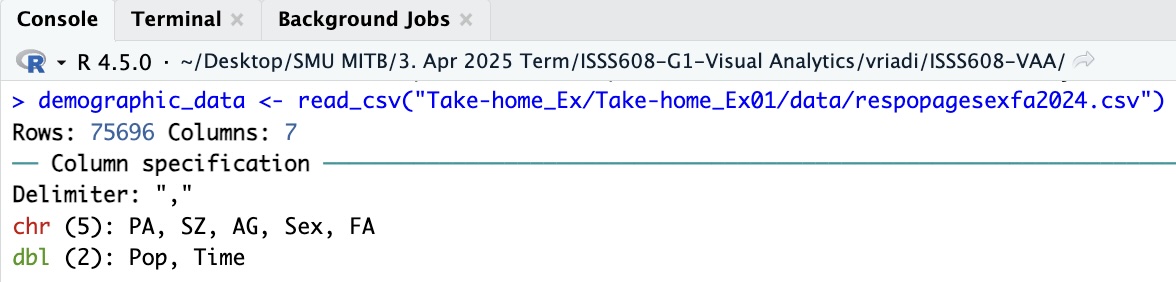 Console Terminal × Background Jobs ×
R R 4.5.0 · ~/Desktop/SMU MITB/3. Apr 2025 Term/ISSS608-G1-Visual Analytics/vriadi/ISSS608-VAA/
> demographic_data <- read_csv("Take-home_Ex/Take-home_Ex01/data/respopagesexfa2024.csv")
Rows: 75696 Columns: 7
── Column specification ────────────────────────
Delimiter: ","
chr (5): PA, SZ, AG, Sex, FA
dbl (2): Pop, Time